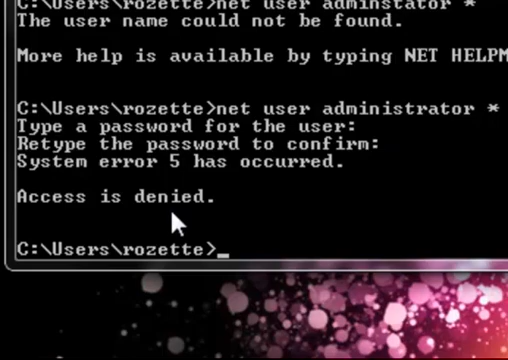 C:\Users\rozette>net user adminstator *
The user name could not be found.
More help is available by typing NET HELPM
C:\Users\rozette>net user administrator *
Type a password for the user:
Retype the password to confirm:
System error 5 has occurred.
Access is denied.
C:\Users\rozette>_